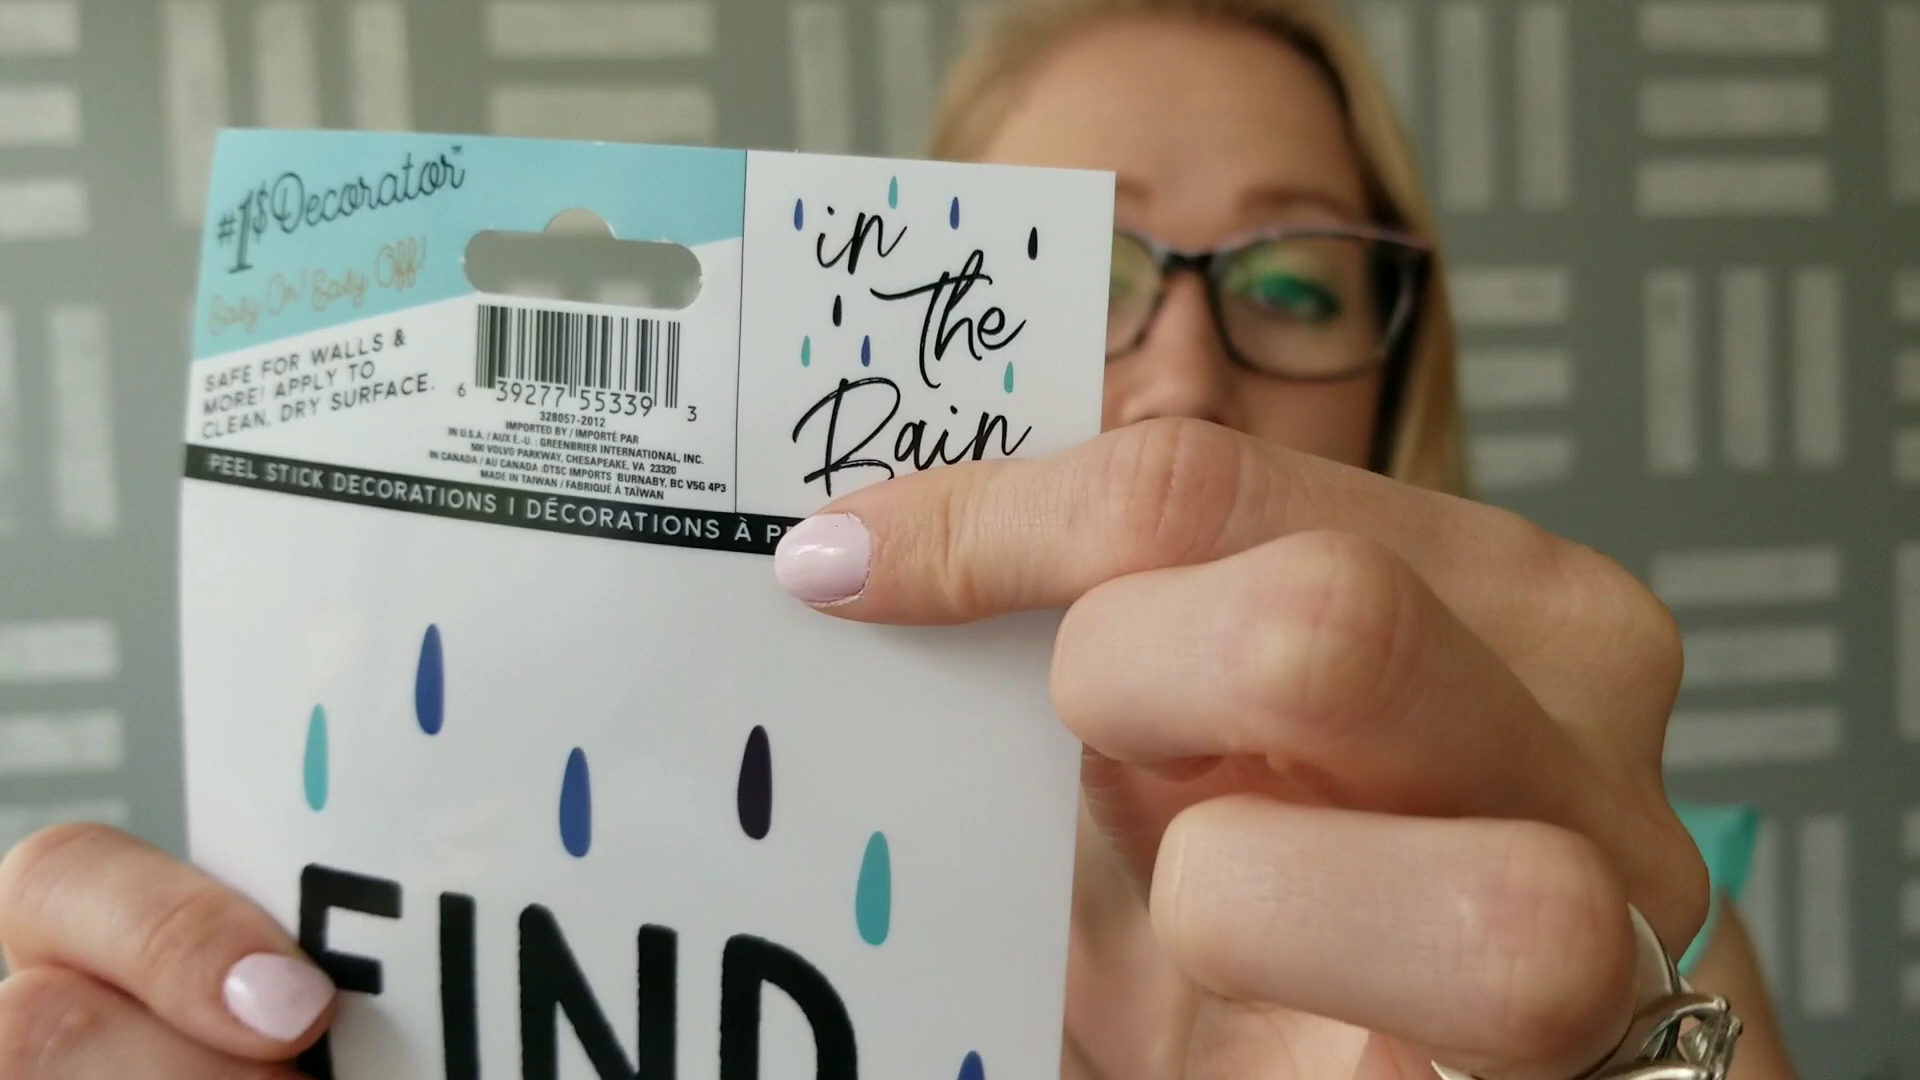 #1$Decorator™
Easy On! Easy Off!
SAFE FOR WALLS &
MORE! APPLY TO
CLEAN, DRY SURFACE.
6 39277 55339 3
328057-2012
IMPORTED BY / IMPORTÉ PAR
IN U.S.A. / AUX É.-U. : GREENBRIER INTERNATIONAL, INC.
500 VOLVO PARKWAY, CHESAPEAKE, VA 23320
IN CANADA / AU CANADA :DTSC IMPORTS BURNABY, BC V5G 4P3
MADE IN TAIWAN / FABRIQUÉ À TAÏWAN
in
The
Rain
PEEL STICK DECORATIONS | DÉCORATIONS À
FIND